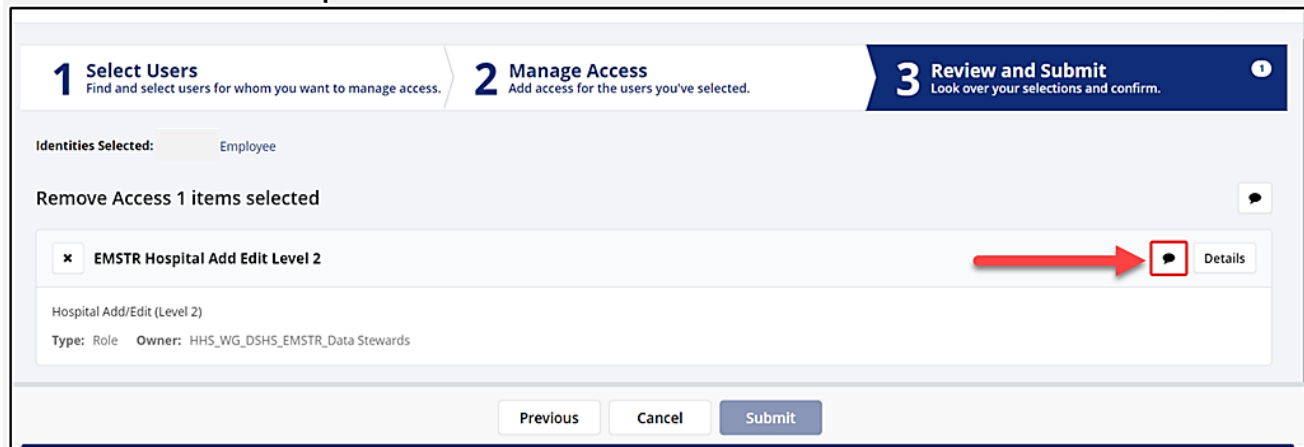 1 Select Users
Find and select users for whom you want to manage access.
2 Manage Access
Add access for the users you've selected.
3 Review and Submit
Look over your selections and confirm.
1
Identities Selected: Employee
Remove Access 1 items selected
EMSTR Hospital Add Edit Level 2
Details
Hospital Add/Edit (Level 2)
Type: Role Owner: HHS_WG_DSHS_EMSTR_Data Stewards
Previous Cancel Submit